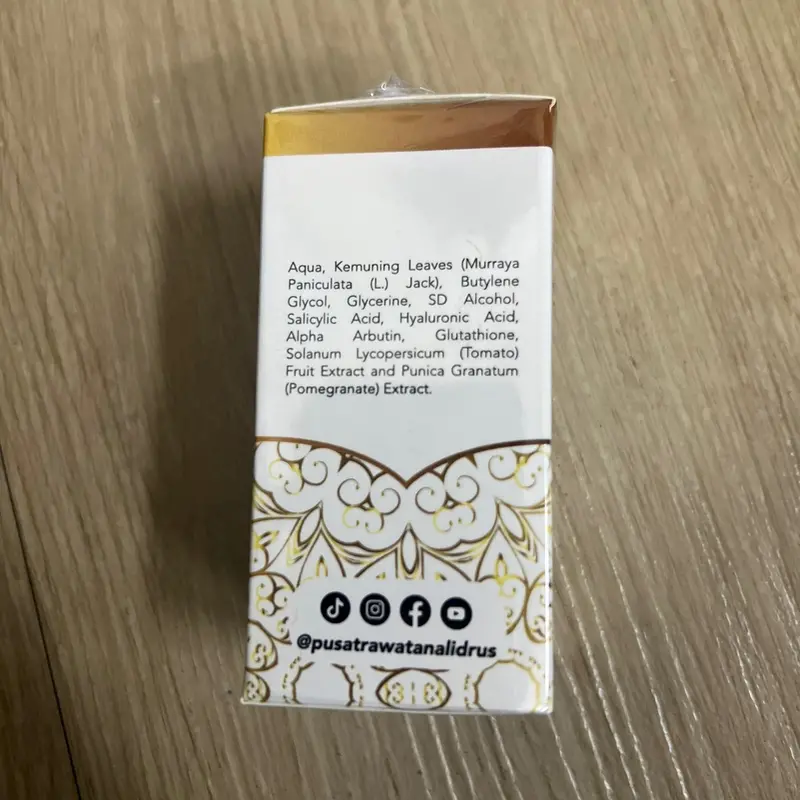 Aqua, Kemuning Leaves (Murraya
Paniculata (L.) Jack), Butylene
Glycol, Glycerine, SD Alcohol,
Salicylic Acid, Hyaluronic Acid,
Alpha Arbutin, Glutathione,
Solanum Lycopersicum (Tomato)
Fruit Extract and Punica Granatum
(Pomegranate) Extract.
@pusatrawatanalidrus